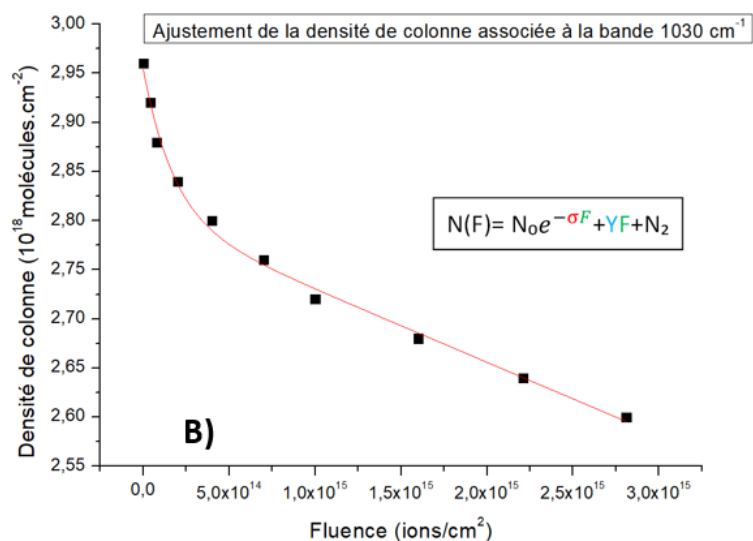 Ajustement de la densité de colonne associée à la bande 1030 cm⁻¹
Densité de colonne (10¹⁸molécules.cm⁻²)
3,00
2,95
2,90
2,85
2,80
2,75
2,70
2,65
2,60
2,55
N(F)= N₀e^−σF+YF+N₂
B)
0,0
5,0x10¹⁴
1,0x10¹⁵
1,5x10¹⁵
2,0x10¹⁵
2,5x10¹⁵
3,0x10¹⁵
Fluence (ions/cm²)